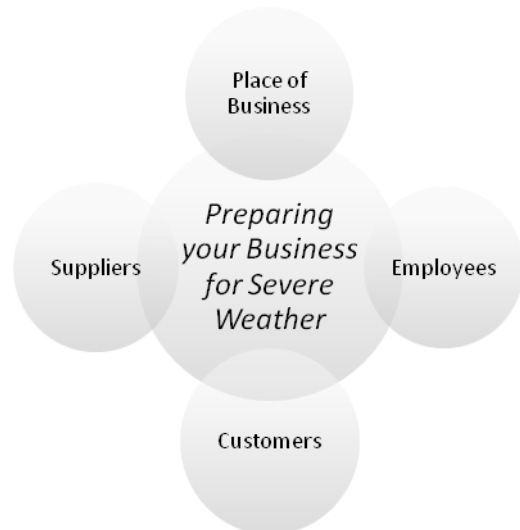 Place of
Business
Preparing
your Business
for Severe
Weather
Suppliers
Employees
Customers